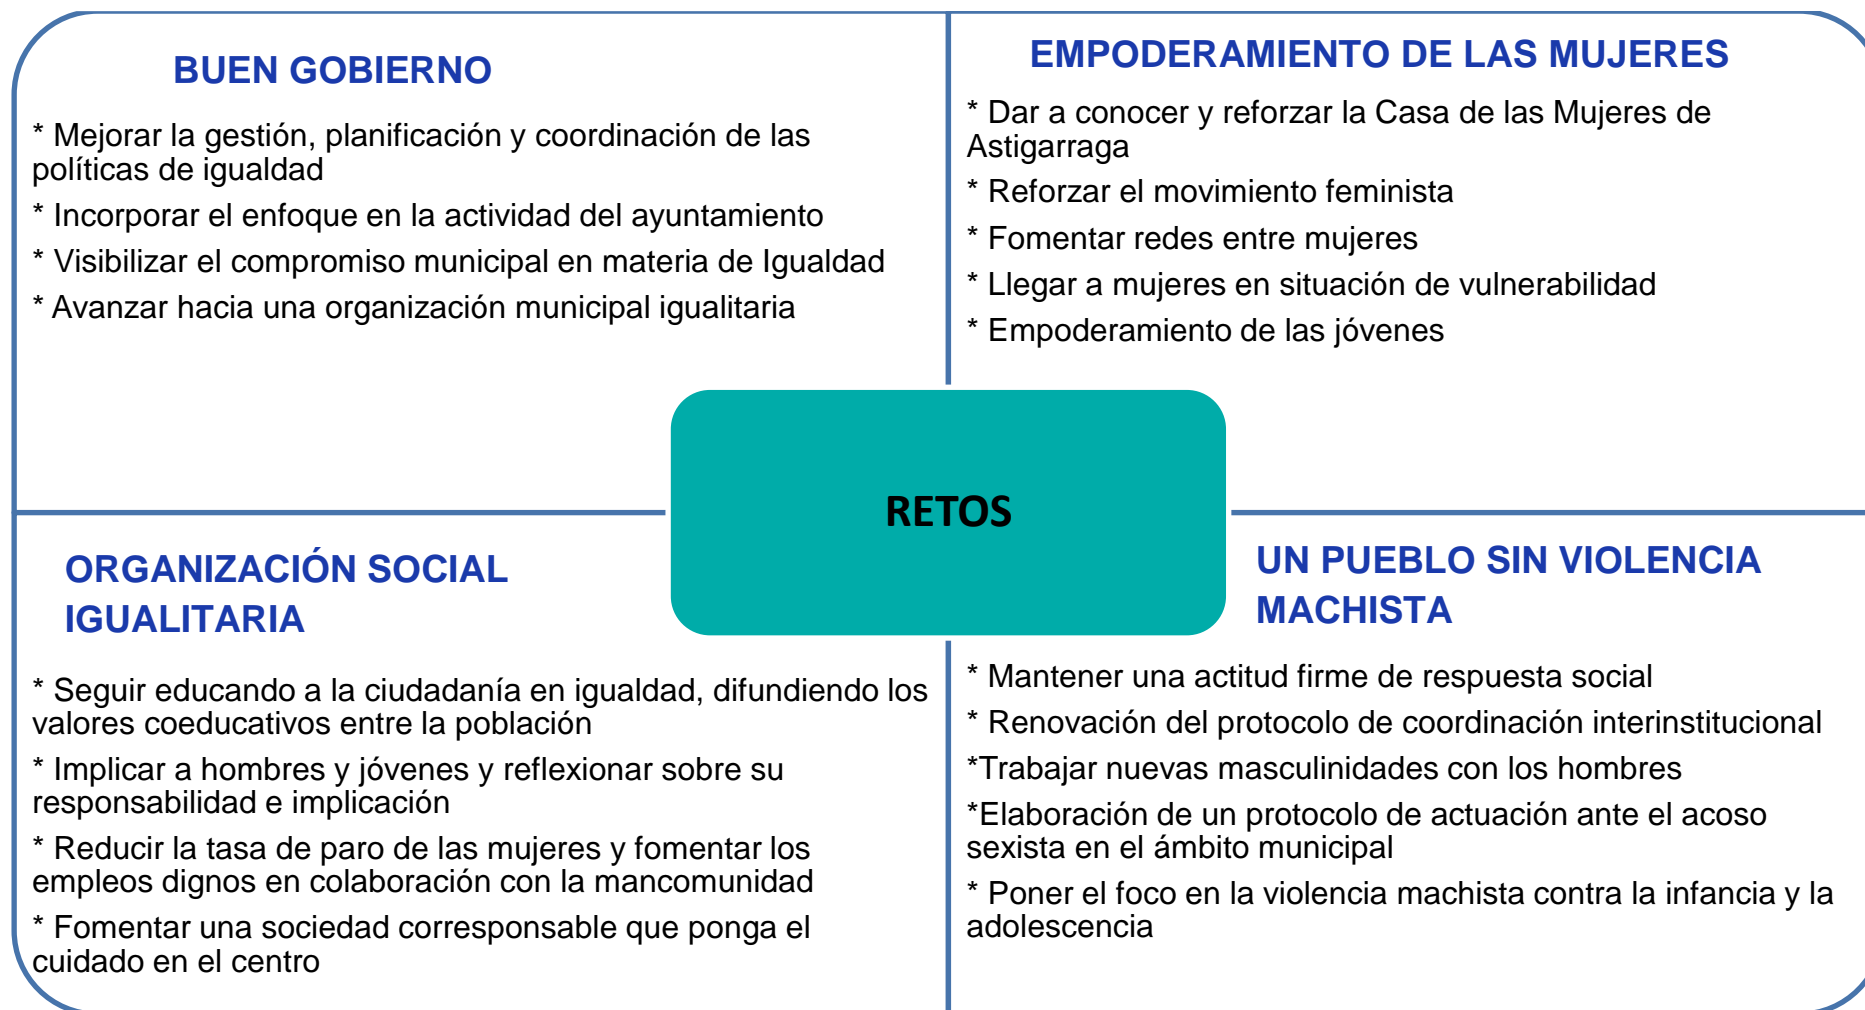 BUEN GOBIERNO
* Mejorar la gestión, planificación y coordinación de las
políticas de igualdad
* Incorporar el enfoque en la actividad del ayuntamiento
* Visibilizar el compromiso municipal en materia de Igualdad
* Avanzar hacia una organización municipal igualitaria
EMPODERAMIENTO DE LAS MUJERES
* Dar a conocer y reforzar la Casa de las Mujeres de
Astigarraga
* Reforzar el movimiento feminista
* Fomentar redes entre mujeres
* Llegar a mujeres en situación de vulnerabilidad
* Empoderamiento de las jóvenes
RETOS
ORGANIZACIÓN SOCIAL
IGUALITARIA
* Seguir educando a la ciudadanía en igualdad, difundiendo los
valores coeducativos entre la población
* Implicar a hombres y jóvenes y reflexionar sobre su
responsabilidad e implicación
* Reducir la tasa de paro de las mujeres y fomentar los
empleos dignos en colaboración con la mancomunidad
* Fomentar una sociedad corresponsable que ponga el
cuidado en el centro
UN PUEBLO SIN VIOLENCIA
MACHISTA
* Mantener una actitud firme de respuesta social
* Renovación del protocolo de coordinación interinstitucional
*Trabajar nuevas masculinidades con los hombres
*Elaboración de un protocolo de actuación ante el acoso
sexista en el ámbito municipal
* Poner el foco en la violencia machista contra la infancia y la
adolescencia